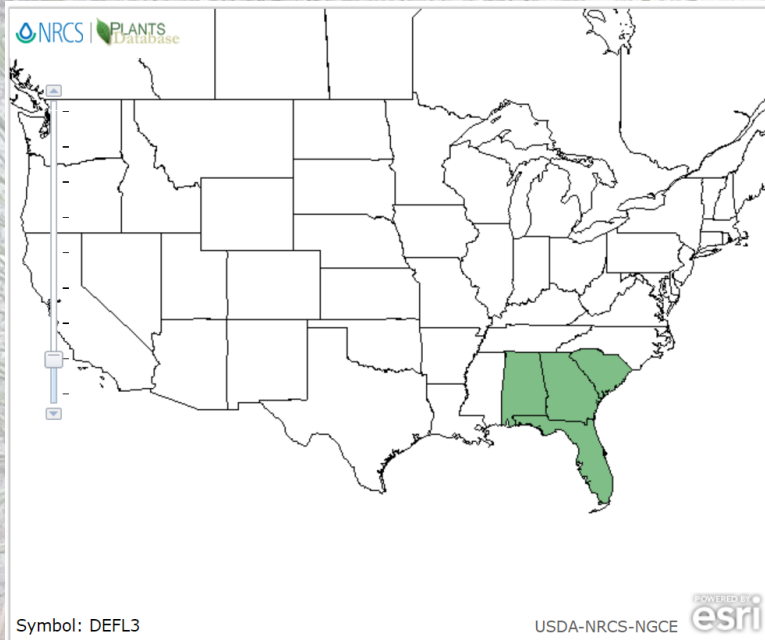 NRCS | PLANTS
Database
Symbol: DEFL3
USDA-NRCS-NGCE
POWERED BY
esri